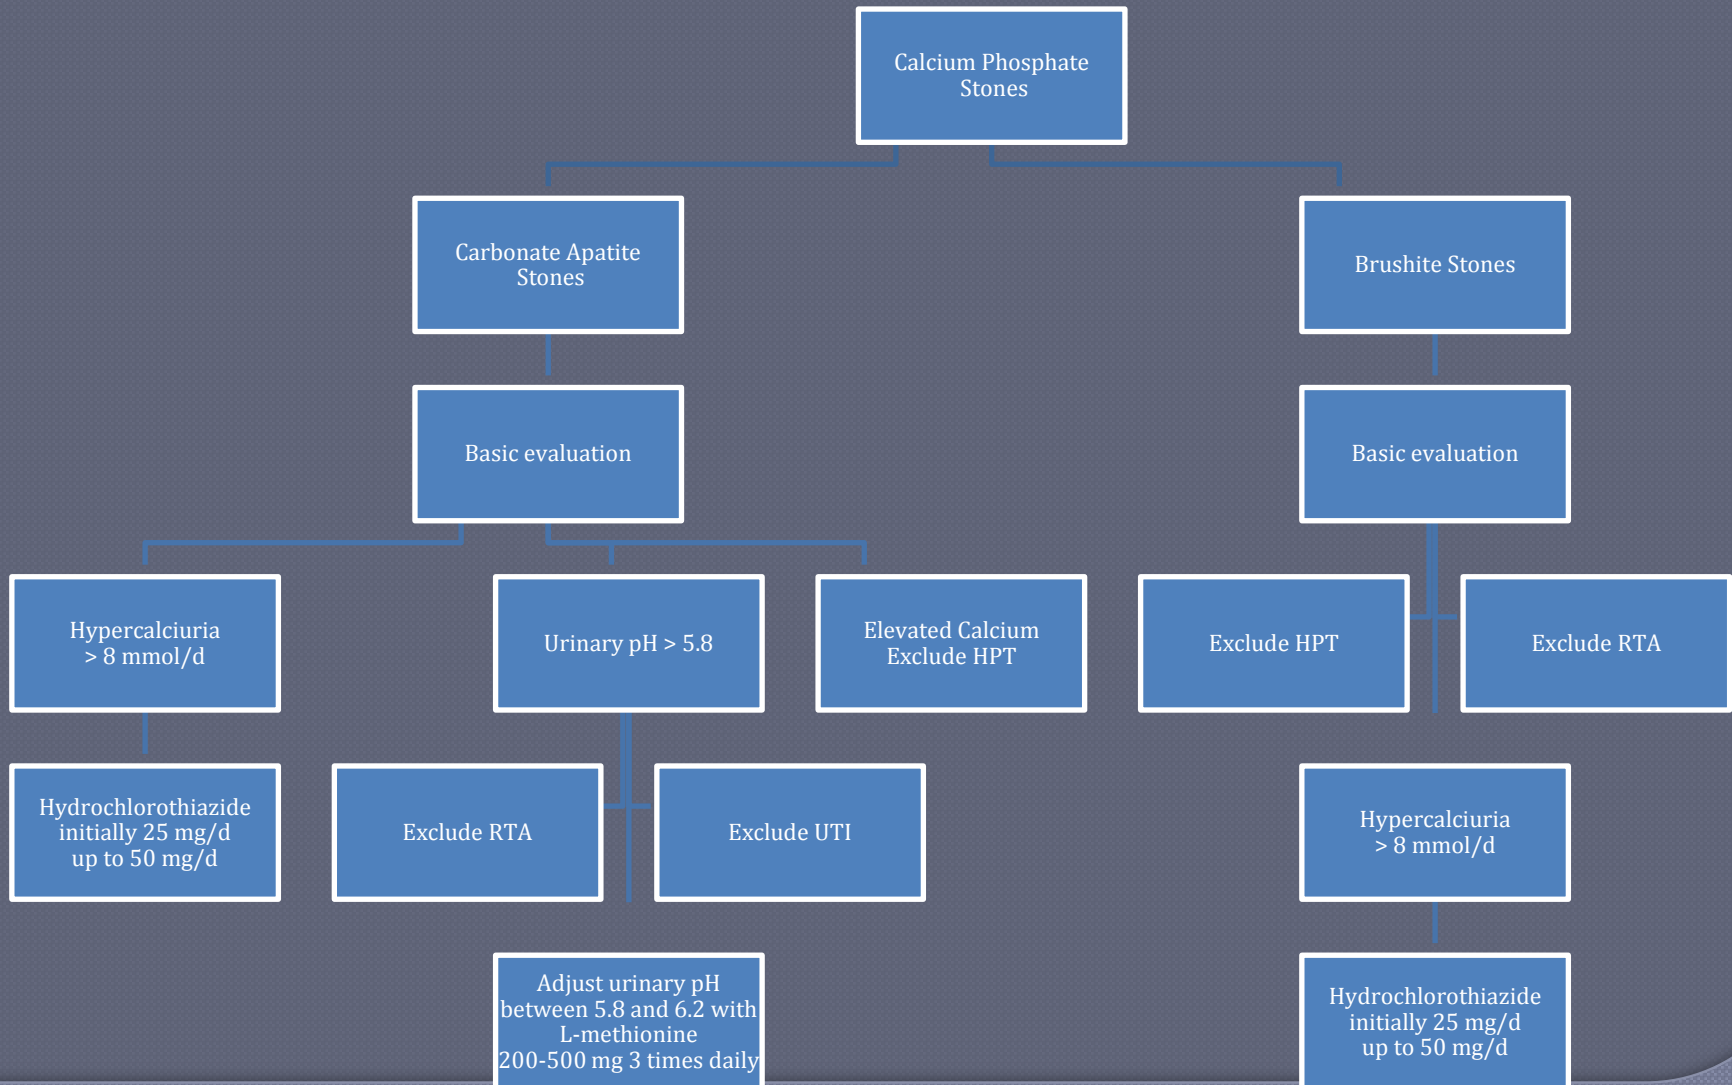 Calcium Phosphate
Stones
Carbonate Apatite
Stones
Brushite Stones
Basic evaluation
Basic evaluation
Hypercalciuria
> 8 mmol/d
Urinary pH > 5.8
Elevated Calcium
Exclude HPT
Exclude HPT
Exclude RTA
Hydrochlorothiazide
initially 25 mg/d
up to 50 mg/d
Exclude RTA
Exclude UTI
Hypercalciuria
> 8 mmol/d
Adjust urinary pH
between 5.8 and 6.2 with
L-methionine
200-500 mg 3 times daily
Hydrochlorothiazide
initially 25 mg/d
up to 50 mg/d